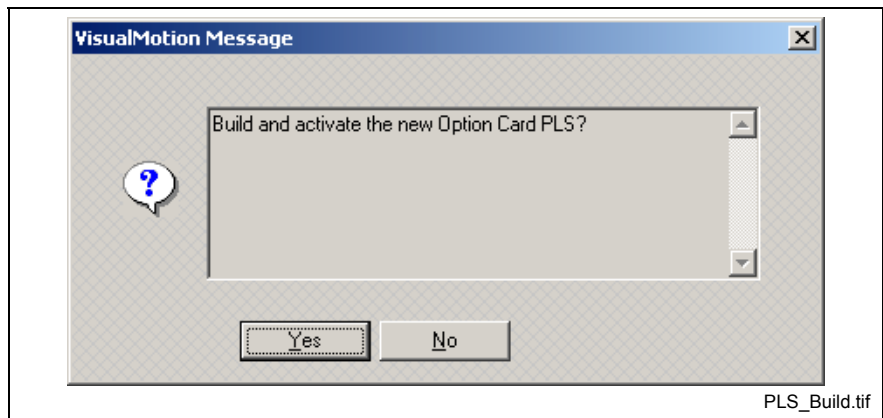 VisualMotion Message
Build and activate the new Option Card PLS?
?
Yes No
PLS_Build.tif